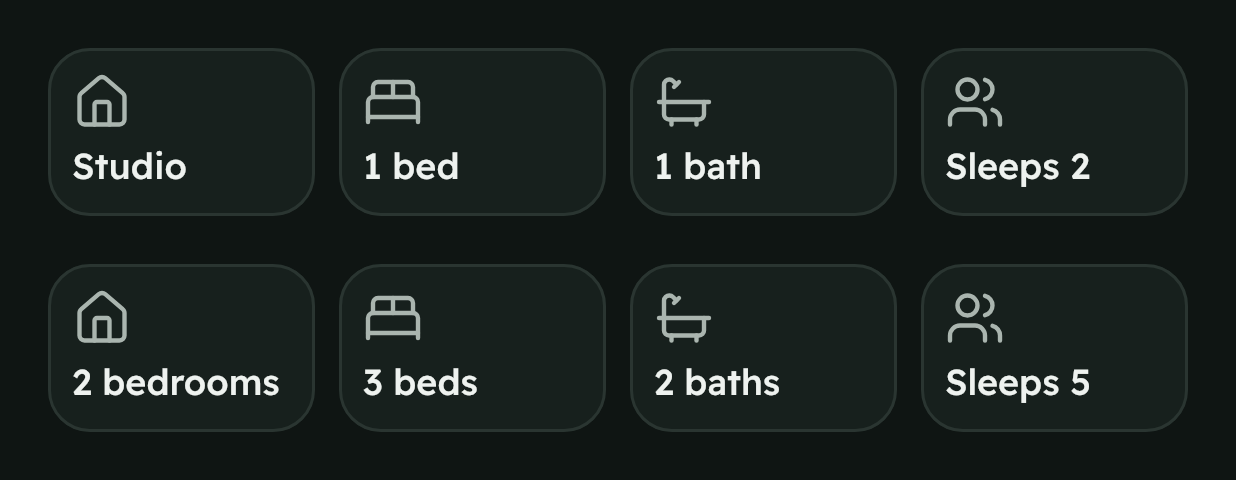 Studio
1 bed
1 bath
Sleeps 2
2 bedrooms
3 beds
2 baths
Sleeps 5